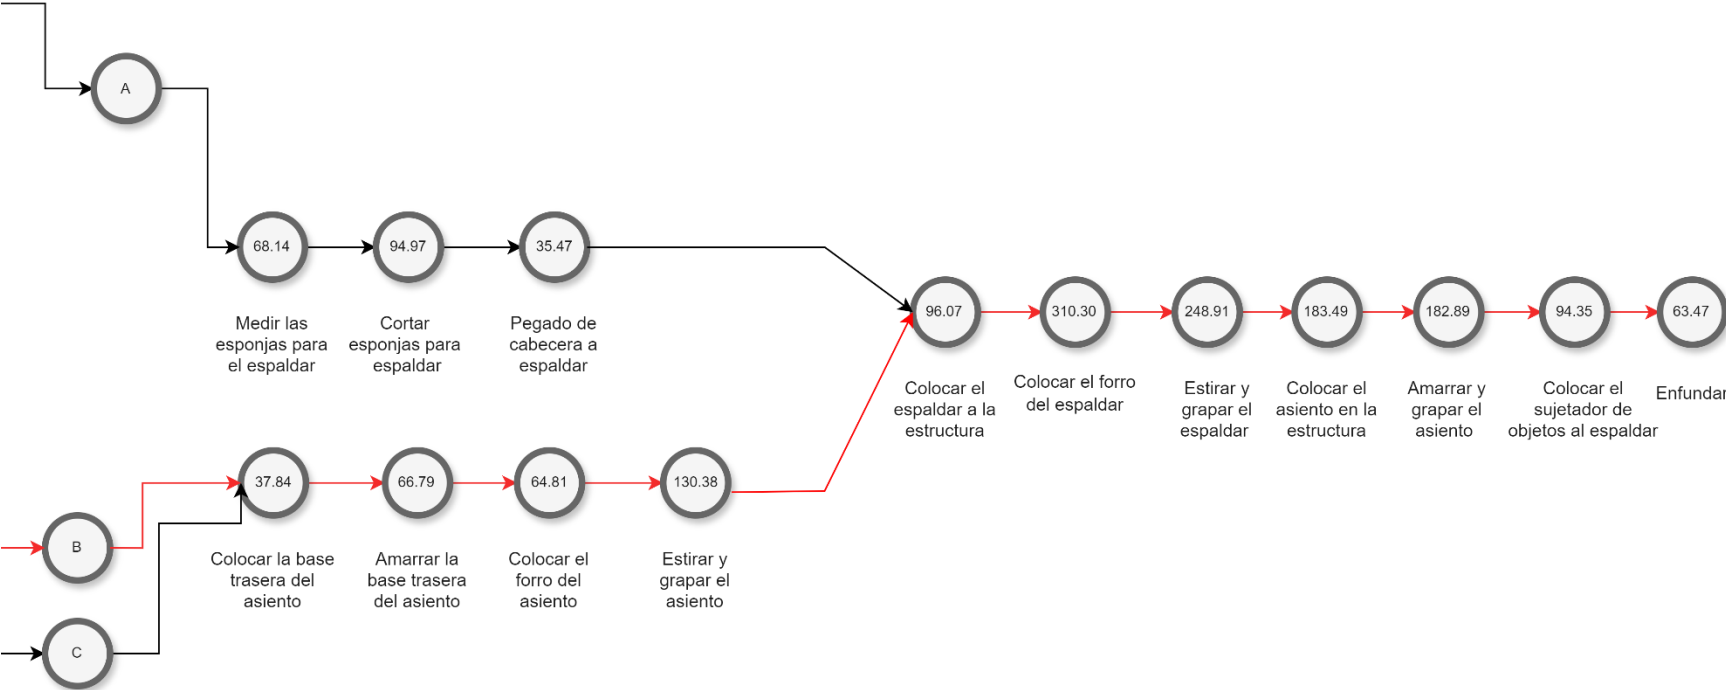 A
68.14
94.97
35.47
Medir las
esponjas para
el espaldar
Cortar
esponjas para
espaldar
Pegado de
cabecera a
espaldar
96.07
310.30
248.91
183.49
182.89
94.35
63.47
Colocar el
espaldar a la
estructura
Colocar el forro
del espaldar
Estirar y
grapar el
espaldar
Colocar el
asiento en la
estructura
Amarrar y
grapar el
asiento
Colocar el
sujetador de
objetos al espaldar
Enfundar
B
37.84
66.79
64.81
130.38
Colocar la base
trasera del
asiento
Amarrar la
base trasera
del asiento
Colocar el
forro del
asiento
Estirar y
grapar el
asiento
C